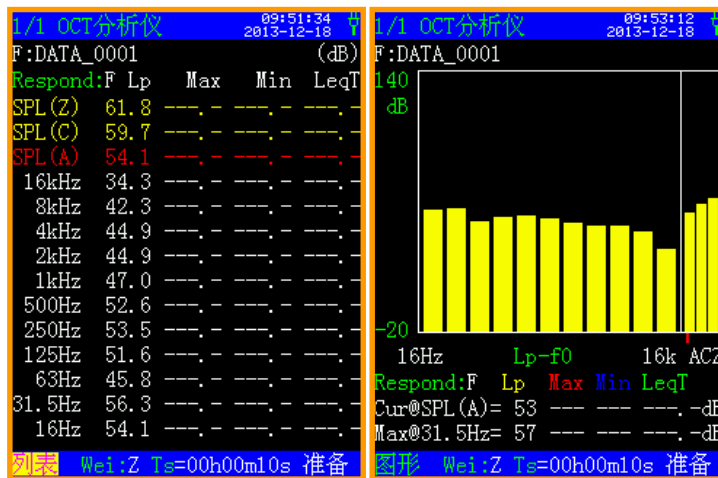 1/1 OCT分析仪 09:51:34
2013-12-18
F:DATA_0001 (dB)
Respond:F Lp Max Min LeqT
SPL(Z) 61.8 ---.- ---.- ---.-
SPL(C) 59.7 ---.- ---.- ---.-
SPL(A) 54.1 ---.- ---.- ---.-
16kHz 34.3 ---.- ---.- ---.-
8kHz 42.3 ---.- ---.- ---.-
4kHz 44.9 ---.- ---.- ---.-
2kHz 44.9 ---.- ---.- ---.-
1kHz 47.0 ---.- ---.- ---.-
500Hz 52.6 ---.- ---.- ---.-
250Hz 53.5 ---.- ---.- ---.-
125Hz 51.6 ---.- ---.- ---.-
63Hz 45.8 ---.- ---.- ---.-
31.5Hz 56.3 ---.- ---.- ---.-
16Hz 54.1 ---.- ---.- ---.-
列表 Wei:Z Ts=00h00m10s 准备
1/1 OCT分析仪 09:53:12
2013-12-18
F:DATA_0001
140
dB
-20
16Hz Lp-f0 16k ACZ
Respond:F Lp Max Min LeqT
Cur@SPL(A)= 53 --- --- ---.-dB
Max@31.5Hz= 57 --- --- ---.-dB
图形 Wei:Z Ts=00h00m10s 准备